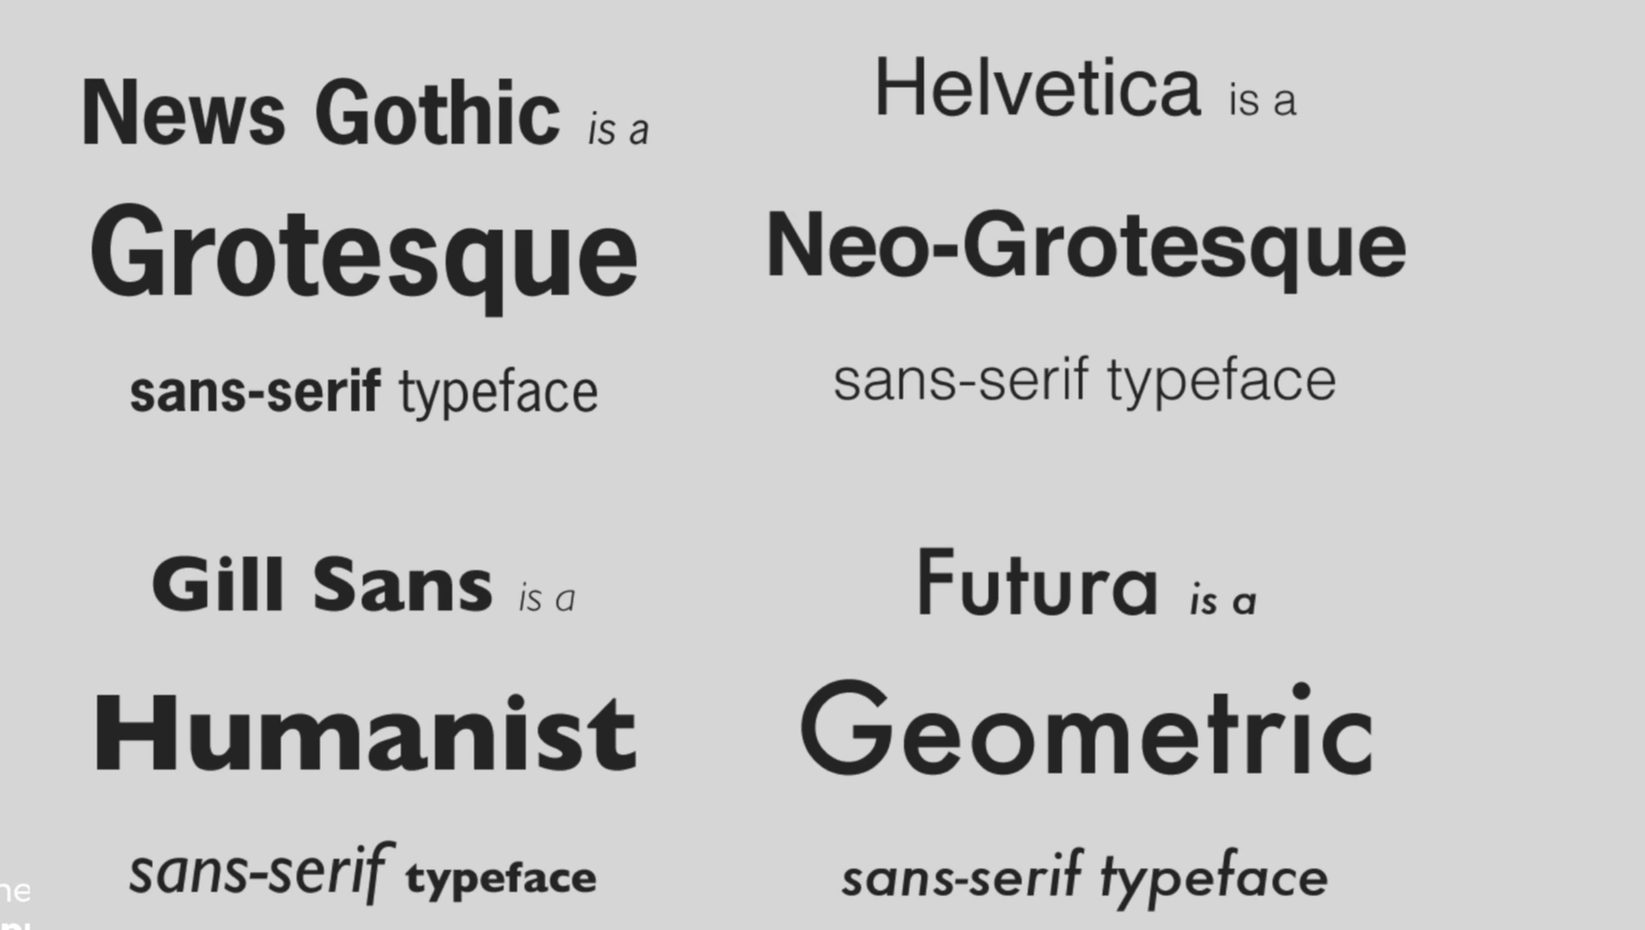 News Gothic is a
Grotesque
sans-serif typeface
Helvetica is a
Neo-Grotesque
sans-serif typeface
Gill Sans is a
Humanist
sans-serif typeface
Futura is a
Geometric
sans-serif typeface